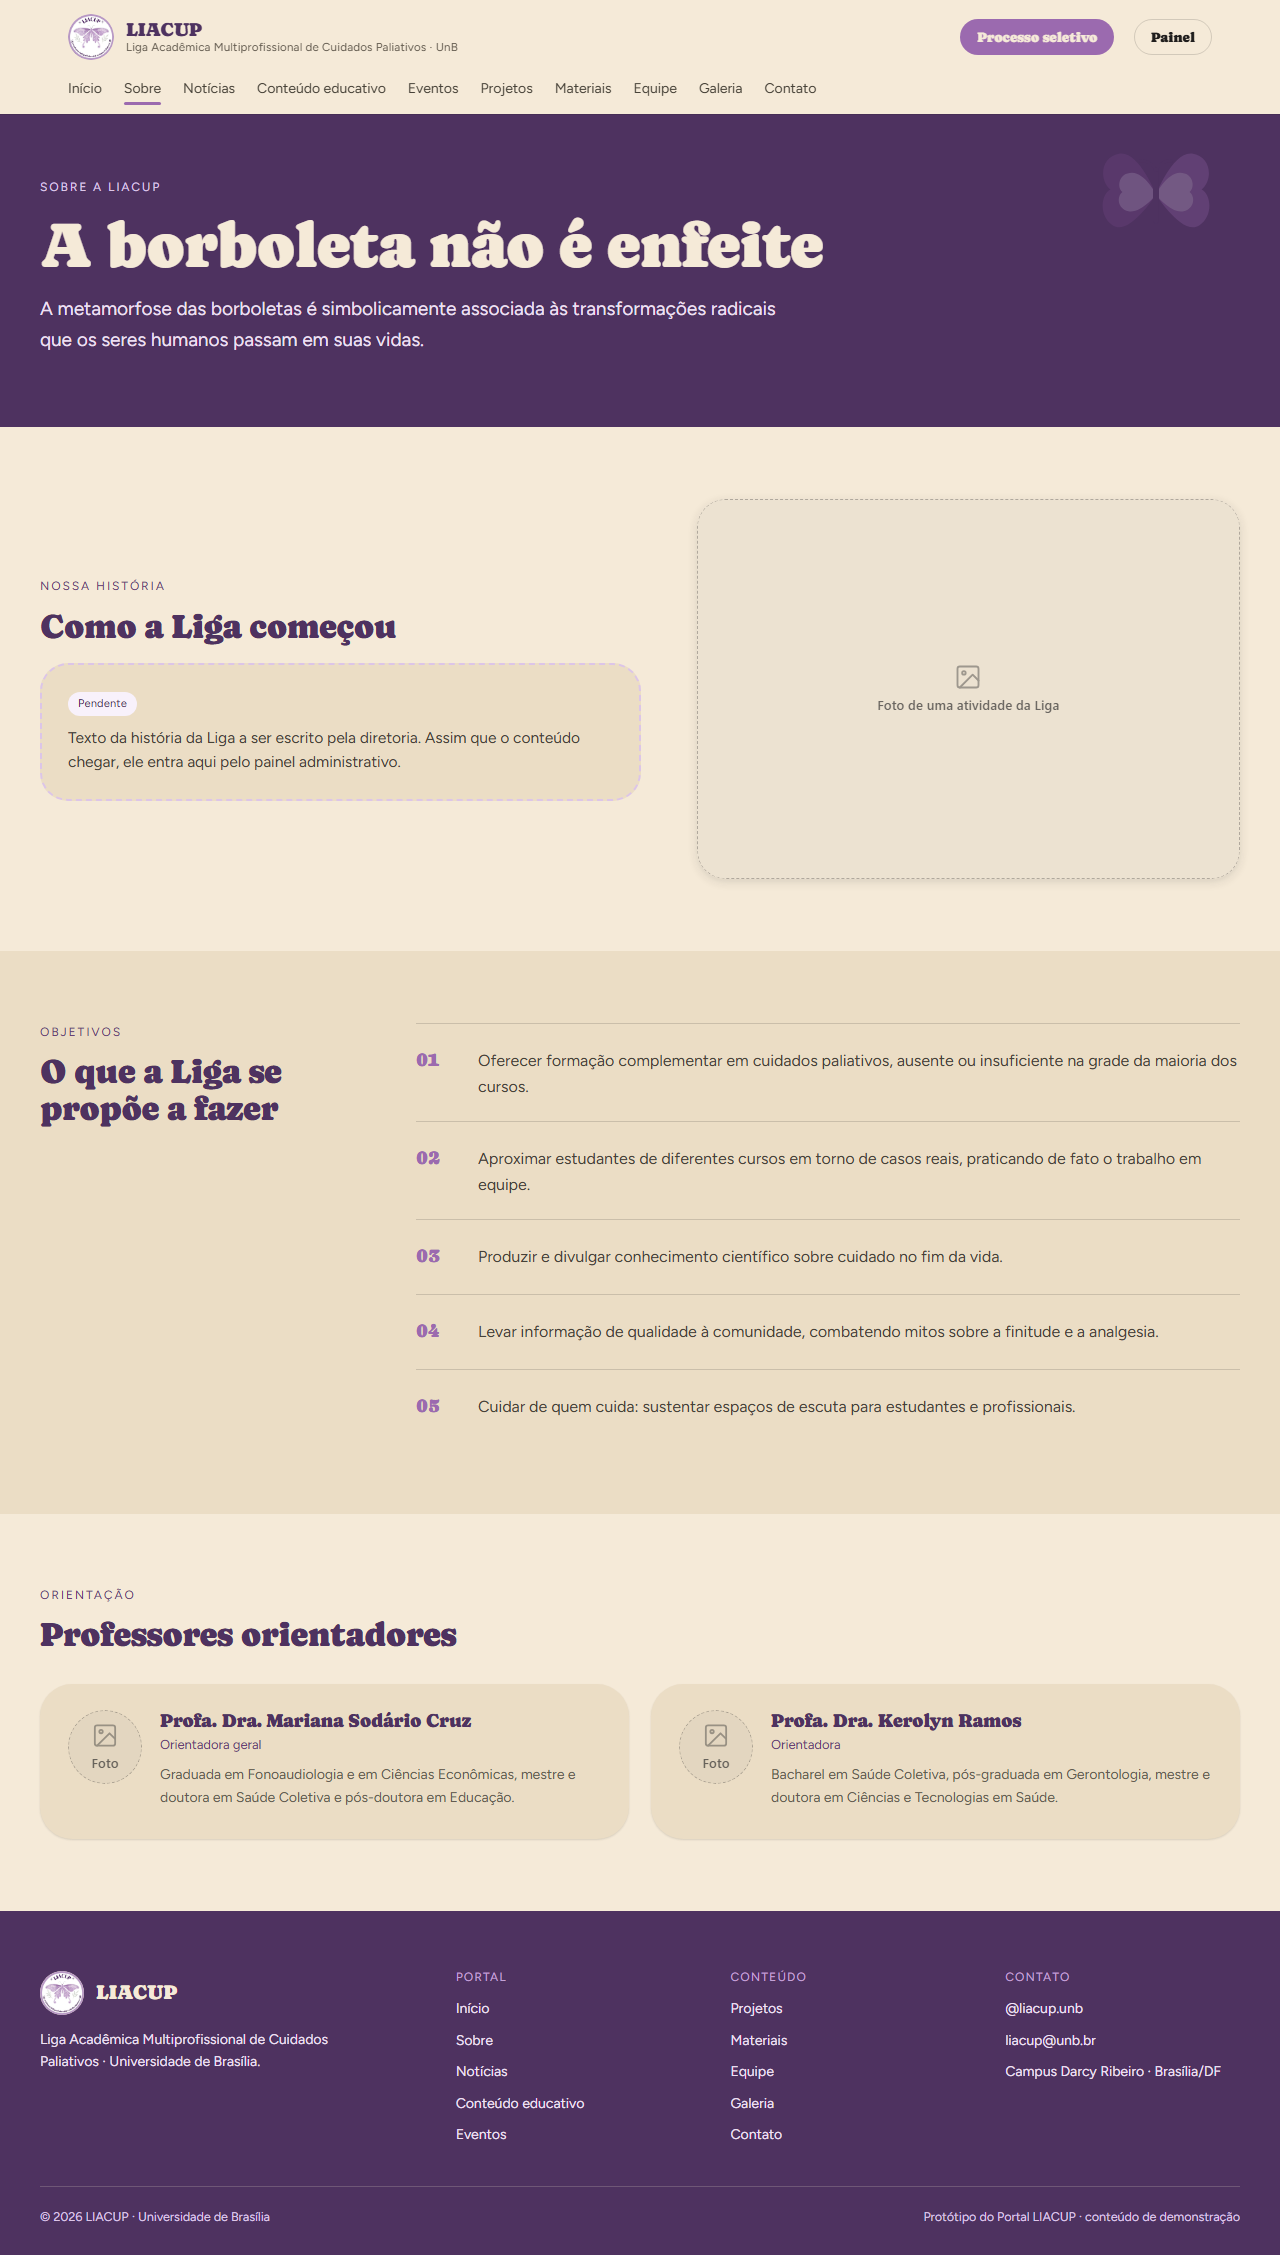 LIACUP
Liga Acadêmica Multiprofissional de Cuidados Paliativos · UnB
Processo seletivo
Painel
Início
Sobre
Notícias
Conteúdo educativo
Eventos
Projetos
Materiais
Equipe
Galeria
Contato
SOBRE A LIACUP
A borboleta não é enfeite
A metamorfose das borboletas é simbolicamente associada às transformações radicais
que os seres humanos passam em suas vidas.
NOSSA HISTÓRIA
Como a Liga começou
Pendente
Texto da história da Liga a ser escrito pela diretoria. Assim que o conteúdo
chegar, ele entra aqui pelo painel administrativo.
Foto de uma atividade da Liga
OBJETIVOS
O que a Liga se
propõe a fazer
01
Oferecer formação complementar em cuidados paliativos, ausente ou insuficiente na grade da maioria dos
cursos.
02
Aproximar estudantes de diferentes cursos em torno de casos reais, praticando de fato o trabalho em
equipe.
03
Produzir e divulgar conhecimento científico sobre cuidado no fim da vida.
04
Levar informação de qualidade à comunidade, combatendo mitos sobre a finitude e a analgesia.
05
Cuidar de quem cuida: sustentar espaços de escuta para estudantes e profissionais.
ORIENTAÇÃO
Professores orientadores
Foto
Profa. Dra. Mariana Sodário Cruz
Orientadora geral
Graduada em Fonoaudiologia e em Ciências Econômicas, mestre e
doutora em Saúde Coletiva e pós-doutora em Educação.
Foto
Profa. Dra. Kerolyn Ramos
Orientadora
Bacharel em Saúde Coletiva, pós-graduada em Gerontologia, mestre e
doutora em Ciências e Tecnologias em Saúde.
LIACUP
Liga Acadêmica Multiprofissional de Cuidados
Paliativos · Universidade de Brasília.
PORTAL
Início
Sobre
Notícias
Conteúdo educativo
Eventos
CONTEÚDO
Projetos
Materiais
Equipe
Galeria
Contato
CONTATO
@liacup.unb
liacup@unb.br
Campus Darcy Ribeiro · Brasília/DF
© 2026 LIACUP · Universidade de Brasília
Protótipo do Portal LIACUP · conteúdo de demonstração